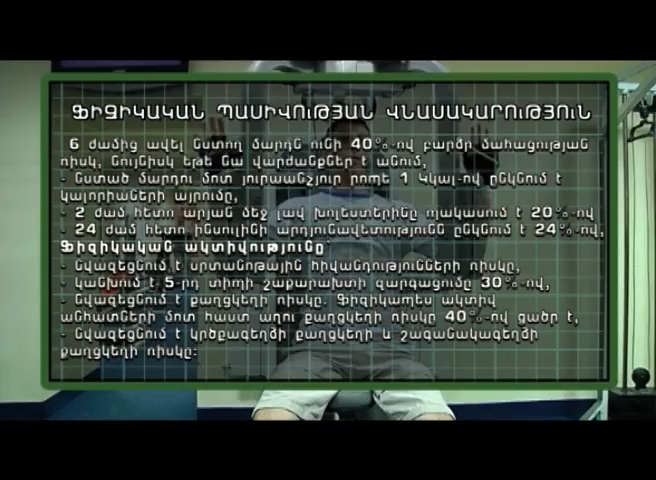 ՖԻԶԻԿԱԿԱՆ ՊԱՍԻՎՈւԹՅԱՆ ՎՆԱՍԱԿԱՐՈւԹՅՈւՆ
6 ժամից ավել նստող մարդն ունի 40%-ով բարձր մահացության
ռիսկ, նույնիսկ եթե նա վարժանքներ է անում,
- Նստած մարդու մոտ յուրաանչյուր րոպե 1 Կկալ-ով ընկնում է
կալորիաների այրումը,
- 2 ժամ հետո արյան մեջ լավ խոլեստերինը պակասում է 20%-ով
- 24 ժամ հետո ինսուլինի արդյունավետությունն ընկնում է 24%-ով,
Ֆիզիկական ակտիվությունը՝
- նվազեցնում է սրտանոթային հիվանդությունների ռիսկը,
- կանխում է 5-րդ տիպի շաքարախտի զարգացումը 30%-ով,
- նվազեցնում է քաղցկեղի ռիսկը. Ֆիզիկապես ակտիվ
անհատների մոտ հաստ աղու քաղցկեղի ռիսկը 40%-ով ցածր է,
- նվազեցնում է կրծքագեղձի քաղցկեղի և շագանակագեղձի
քաղցկեղի ռիսկը: